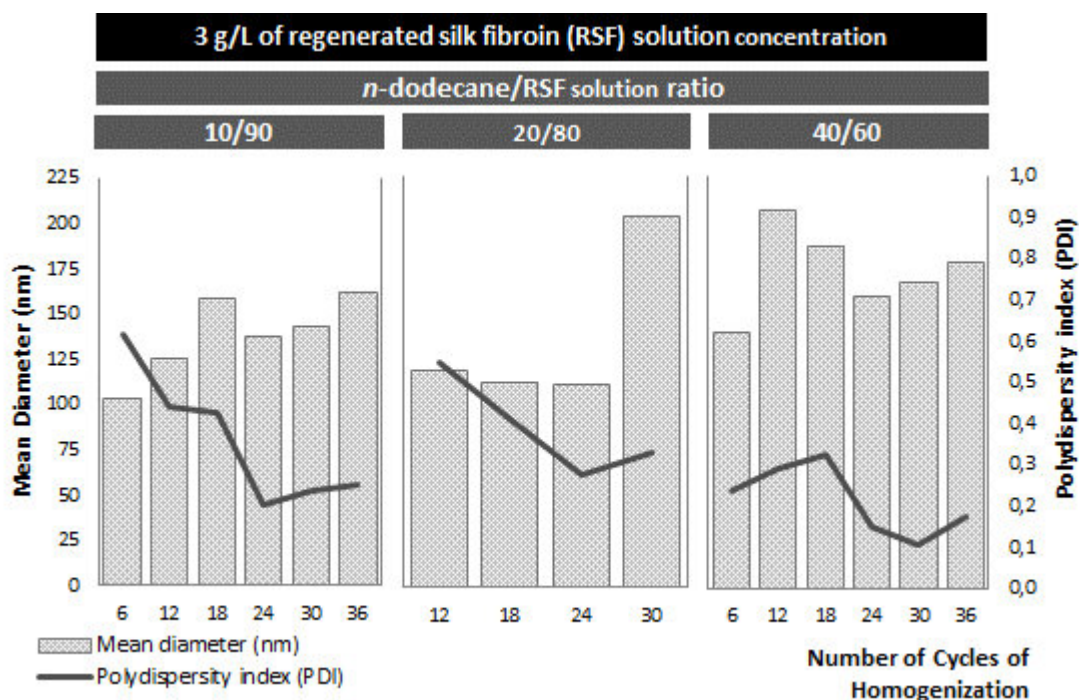 3 g/L of regenerated silk fibroin (RSF) solution concentration
n-dodecane/RSF solution ratio
10/90 20/80 40/60
Mean Diameter (nm)
225
200
175
150
125
100
75
50
25
0
1,0
0,9
0,8
0,7
0,6
0,5
0,4
0,3
0,2
0,1
0,0
Polydispersity index (PDI)
6 12 18 24 30 36 12 18 24 30 6 12 18 24 30 36
Mean diameter (nm)
Polydispersity index (PDI)
Number of Cycles of
Homogenization